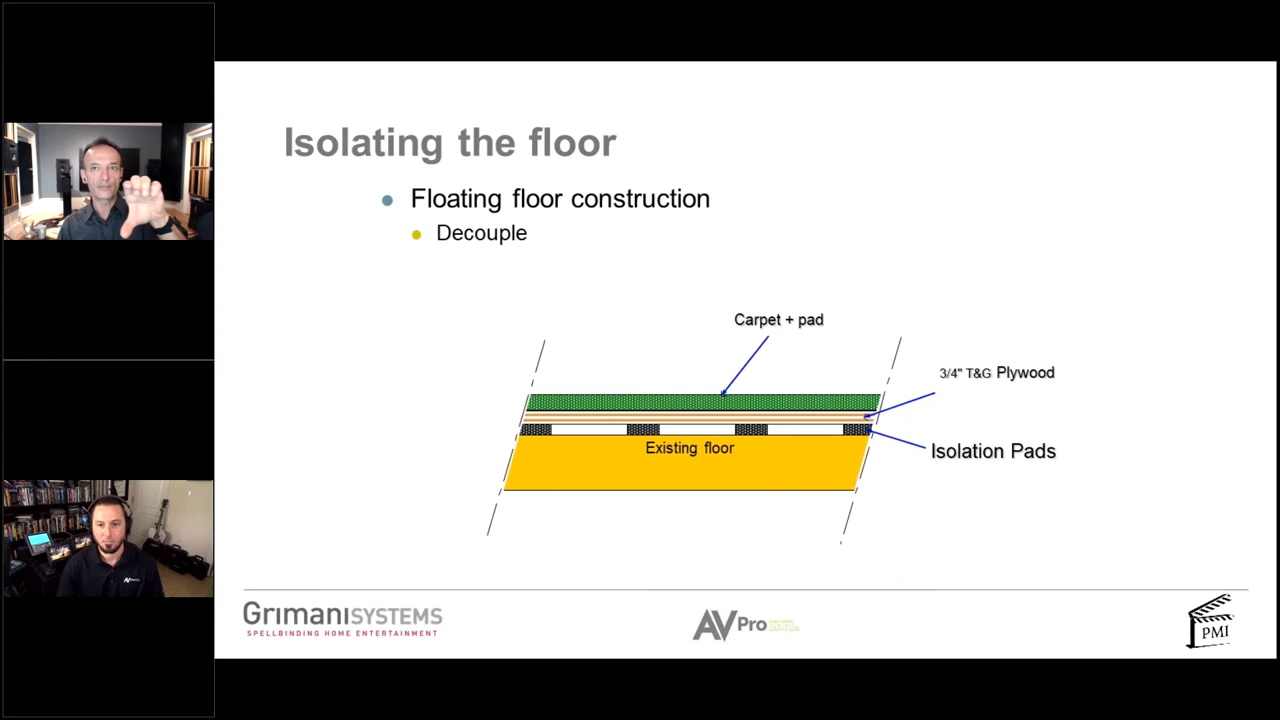 Isolating the floor
Floating floor construction
Decouple
Carpet + pad
3/4" T&G Plywood
Existing floor
Isolation Pads
GrimaniSYSTEMS
SPELLBINDING HOME ENTERTAINMENT
AVPro edge
PMI